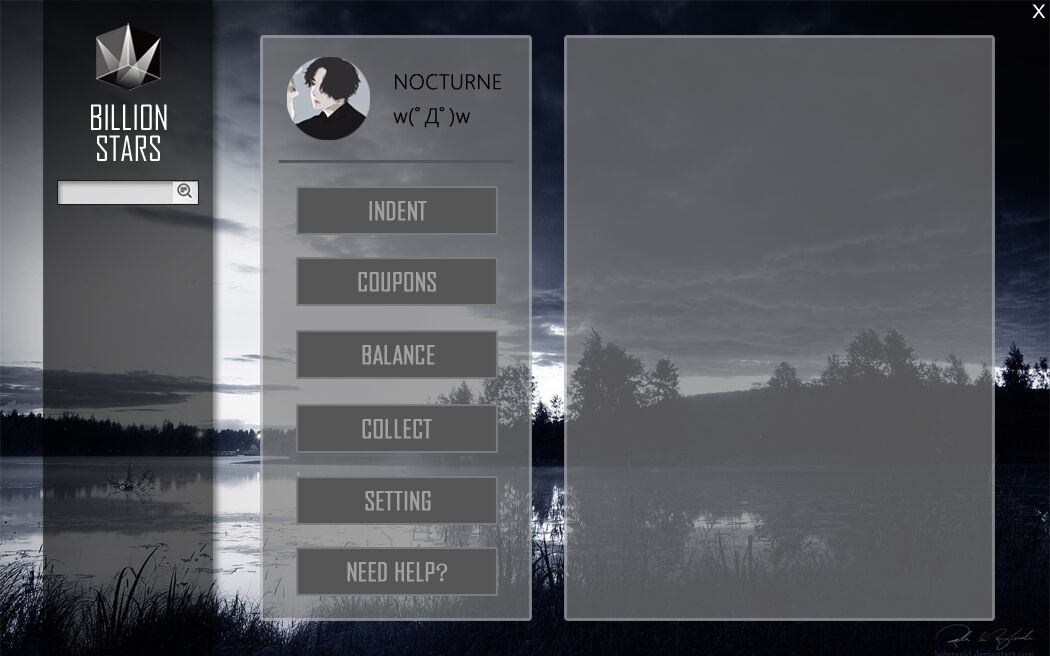 X
BILLION
STARS
NOCTURNE
w(ﾟДﾟ)w
INDENT
COUPONS
BALANCE
COLLECT
SETTING
NEED HELP?